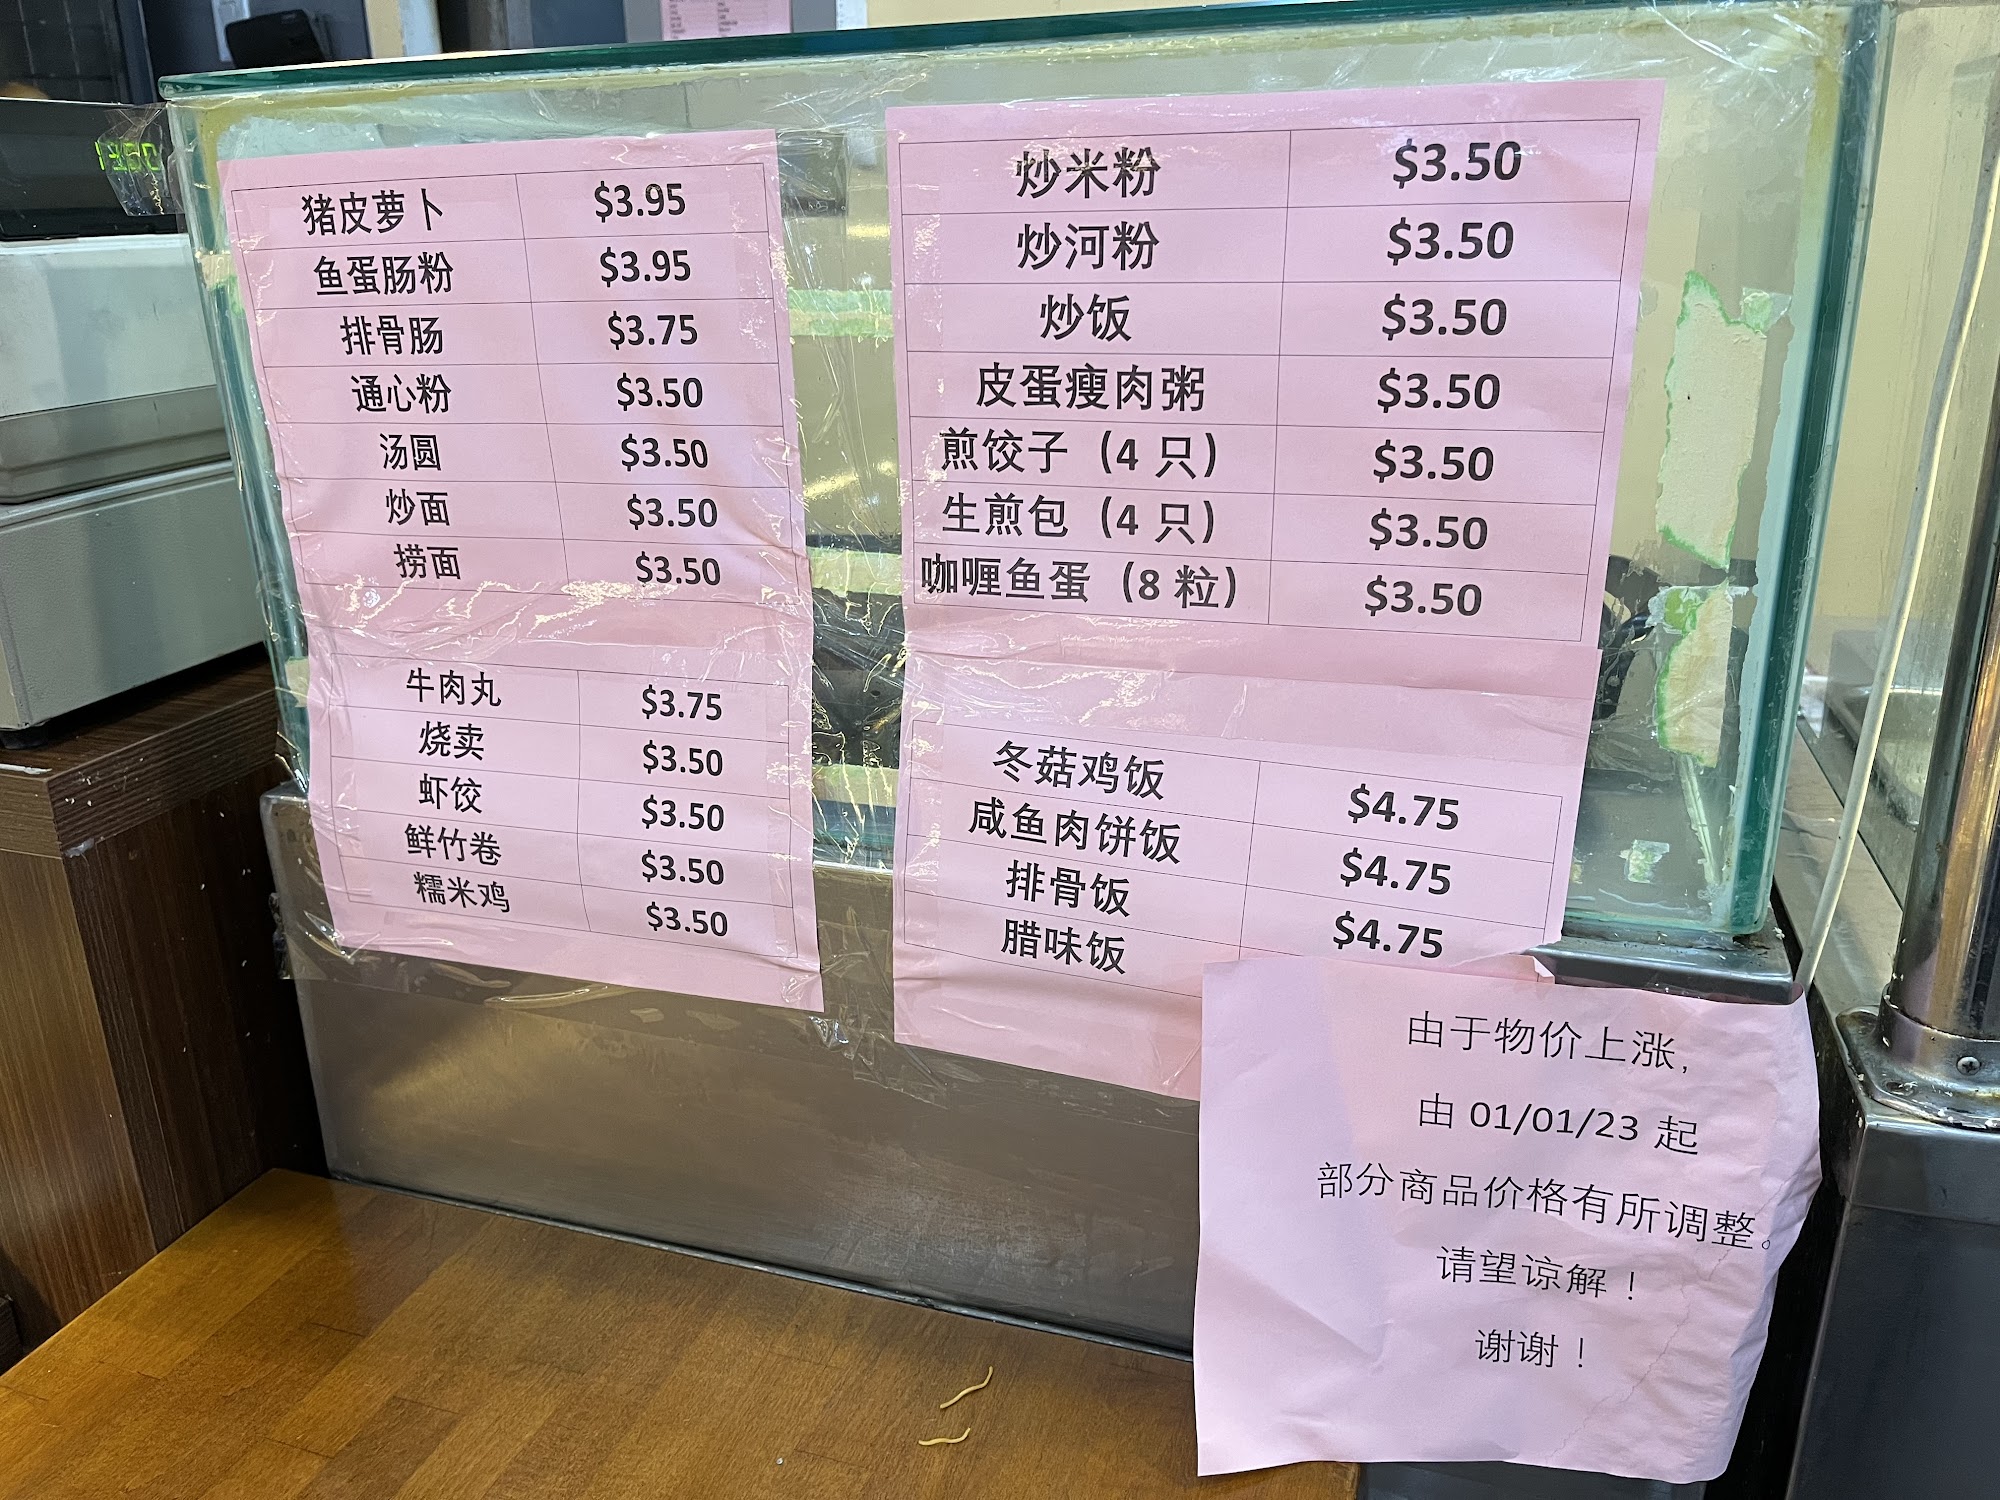 猪皮萝卜 $3.95
鱼蛋肠粉 $3.95
排骨肠 $3.75
通心粉 $3.50
汤圆 $3.50
炒面 $3.50
捞面 $3.50
牛肉丸 $3.75
烧卖 $3.50
虾饺 $3.50
鲜竹卷 $3.50
糯米鸡 $3.50
炒米粉 $3.50
炒河粉 $3.50
炒饭 $3.50
皮蛋瘦肉粥 $3.50
煎饺子（4 只） $3.50
生煎包（4 只） $3.50
咖喱鱼蛋（8 粒） $3.50
冬菇鸡饭 $4.75
咸鱼肉饼饭 $4.75
排骨饭 $4.75
腊味饭
由于物价上涨,
由 01/01/23 起
部分商品价格有所调整。
请望谅解！
谢谢！